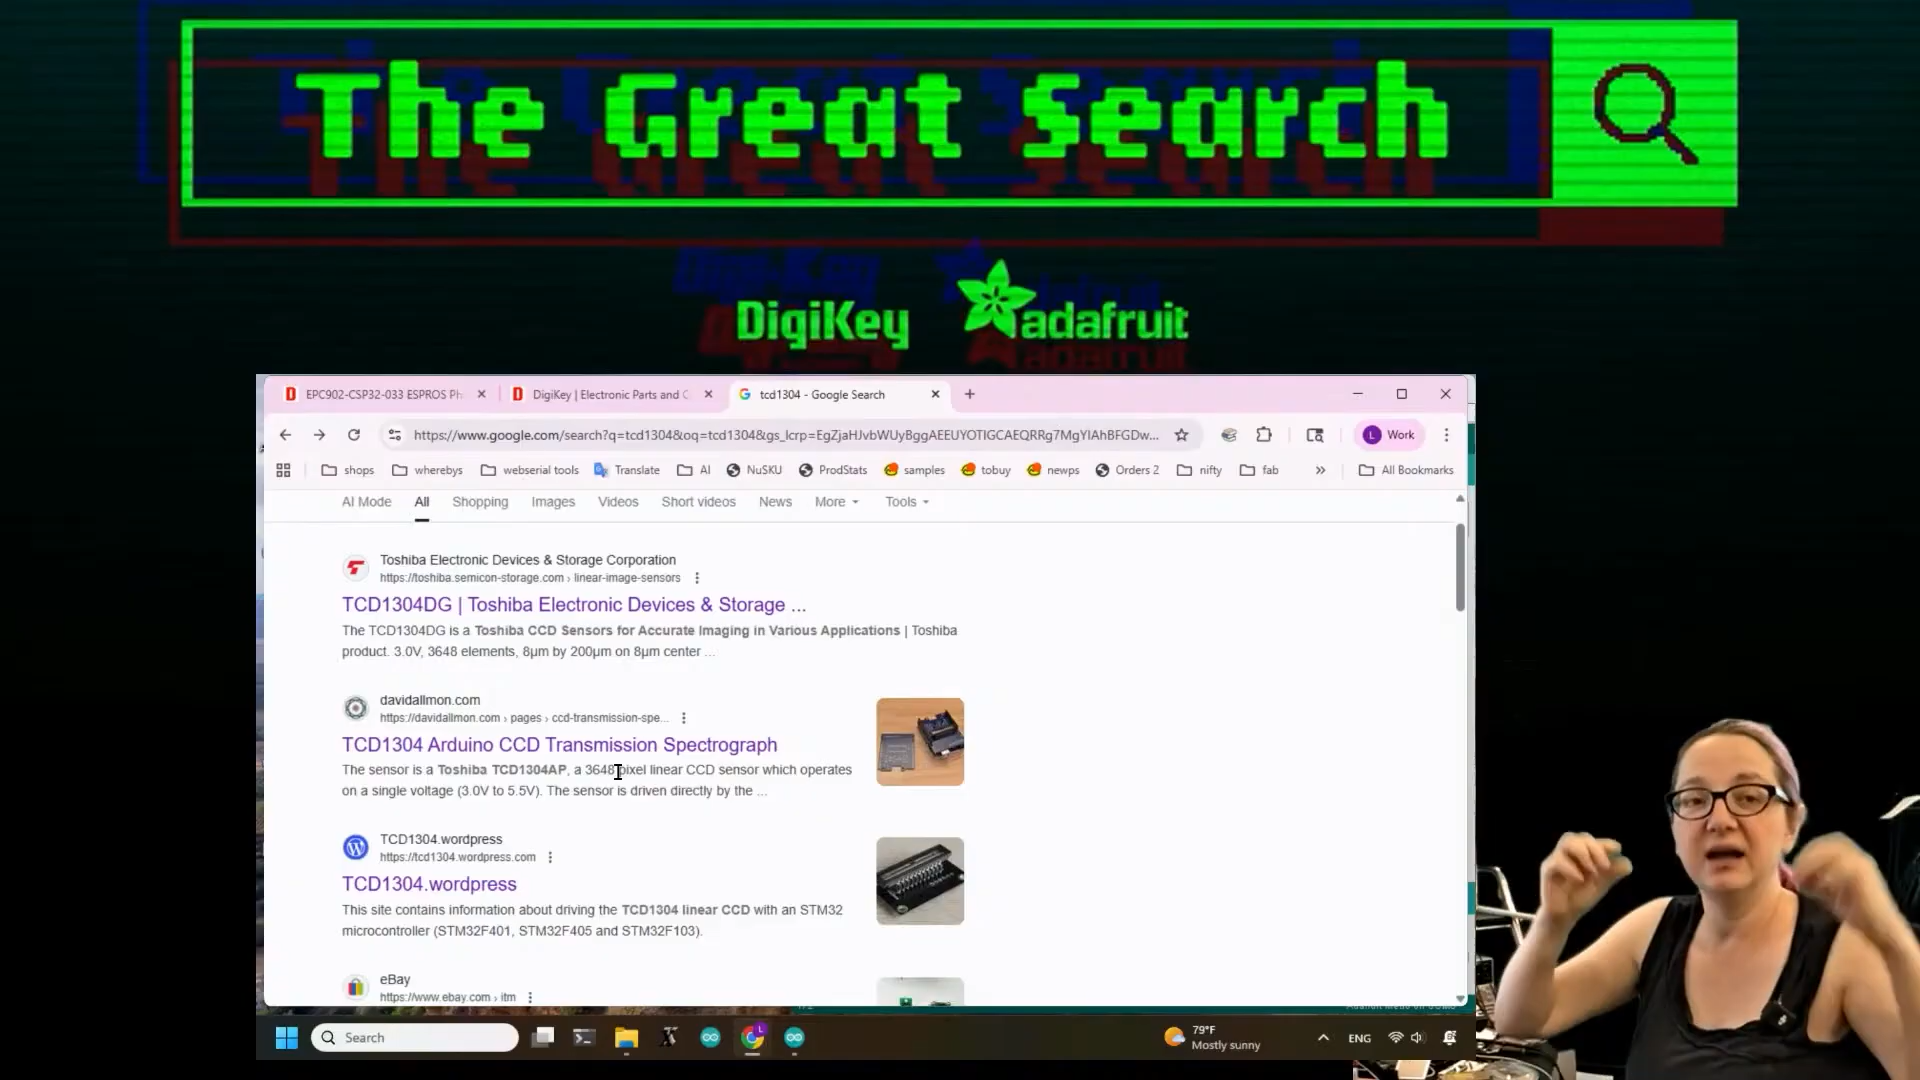 The Great Search
DigiKey adafruit
EPC902-CSP32-033 ESPROS Ph
DigiKey | Electronic Parts and C
tcd1304 - Google Search
https://www.google.com/search?q=tcd1304&oq=tcd1304&gs_lcrp=EgZjaHJvbWUyBggAEEUYOTIGCAEQRRg7MgYIAhBFGDw...
Work
shops wherebys webserial tools Translate AI NuSKU ProdStats samples tobuy newps Orders 2 nifty fab » All Bookmarks
AI Mode All Shopping Images Videos Short videos News More Tools
Toshiba Electronic Devices & Storage Corporation
https://toshiba.semicon-storage.com › linear-image-sensors
TCD1304DG | Toshiba Electronic Devices & Storage ...
The TCD1304DG is a Toshiba CCD Sensors for Accurate Imaging in Various Applications | Toshiba
product. 3.0V, 3648 elements, 8μm by 200μm on 8μm center ...
davidallmon.com
https://davidallmon.com › pages › ccd-transmission-spe...
TCD1304 Arduino CCD Transmission Spectrograph
The sensor is a Toshiba TCD1304AP, a 3648 pixel linear CCD sensor which operates
on a single voltage (3.0V to 5.5V). The sensor is driven directly by the ...
TCD1304.wordpress
https://tcd1304.wordpress.com
TCD1304.wordpress
This site contains information about driving the TCD1304 linear CCD with an STM32
microcontroller (STM32F401, STM32F405 and STM32F103).
eBay
https://www.ebay.com › itm
Search
79°F
Mostly sunny
ENG